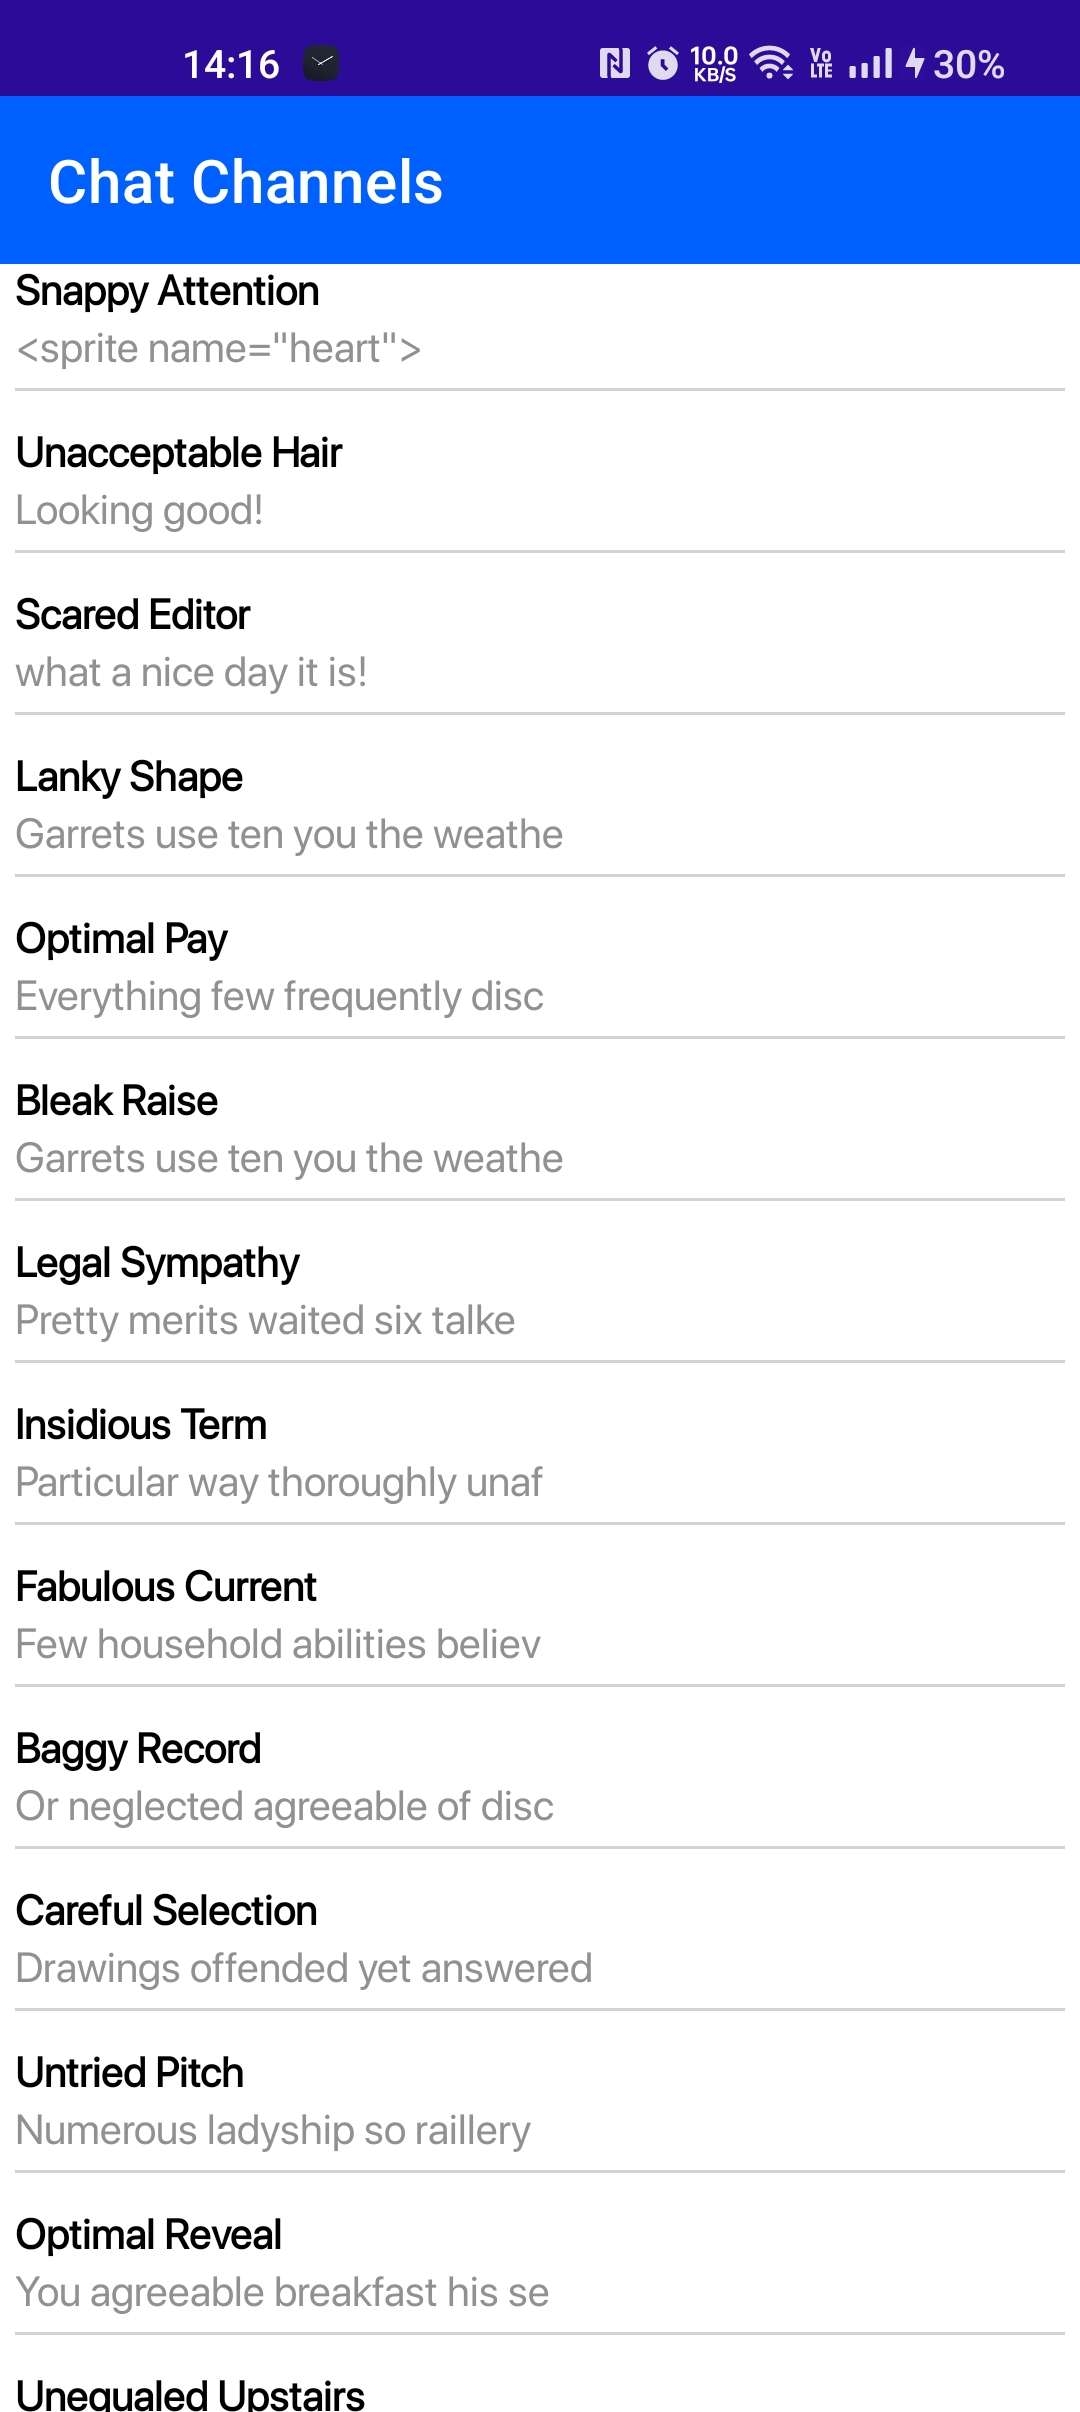 14:16 10.0 KB/S Vo LTE 30%
Chat Channels
Snappy Attention
<sprite name="heart">
Unacceptable Hair
Looking good!
Scared Editor
what a nice day it is!
Lanky Shape
Garrets use ten you the weathe
Optimal Pay
Everything few frequently disc
Bleak Raise
Garrets use ten you the weathe
Legal Sympathy
Pretty merits waited six talke
Insidious Term
Particular way thoroughly unaf
Fabulous Current
Few household abilities believ
Baggy Record
Or neglected agreeable of disc
Careful Selection
Drawings offended yet answered
Untried Pitch
Numerous ladyship so raillery
Optimal Reveal
You agreeable breakfast his se
Unequaled Upstairs